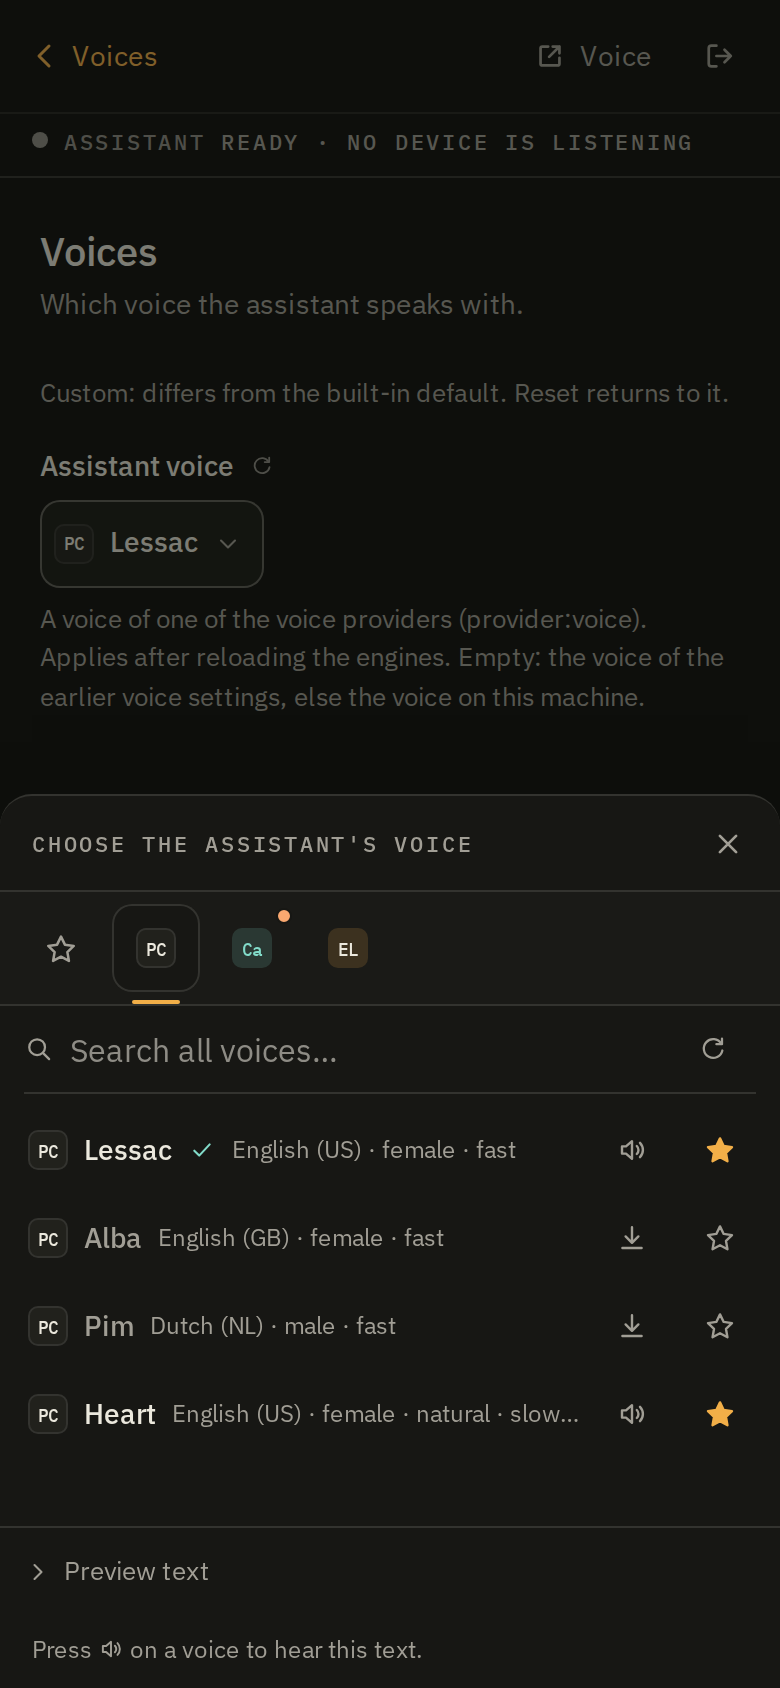 Voices
Voice
ASSISTANT READY · NO DEVICE IS LISTENING
Voices
Which voice the assistant speaks with.
Custom: differs from the built-in default. Reset returns to it.
Assistant voice
PC Lessac
A voice of one of the voice providers (provider:voice).
Applies after reloading the engines. Empty: the voice of the
earlier voice settings, else the voice on this machine.
CHOOSE THE ASSISTANT'S VOICE
PC Ca EL
Search all voices...
PC Lessac English (US) · female · fast
PC Alba English (GB) · female · fast
PC Pim Dutch (NL) · male · fast
PC Heart English (US) · female · natural · slow...
Preview text
Press on a voice to hear this text.